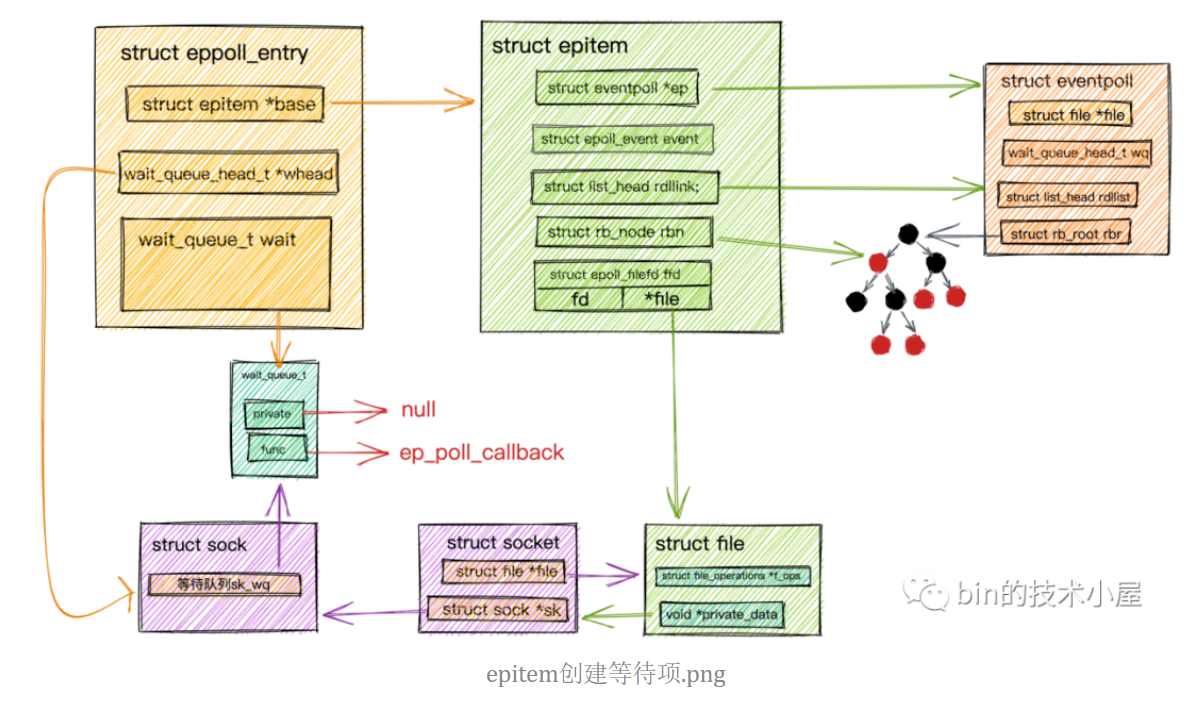 struct eppoll_entry
struct epitem *base
wait_queue_head_t *whead
wait_queue_t wait
struct epitem
struct eventpoll *ep
struct epoll_event event
struct list_head rdllink;
struct rb_node rbn
struct epoll_filefd ffd
fd
*file
struct eventpoll
struct file *file
wait_queue_head_t wq
struct list_head rdllist
struct rb_root rbr
wait_queue_t
private
null
func
ep_poll_callback
struct sock
等待队列sk_wq
struct socket
struct file *file
struct sock *sk
struct file
struct file_operations *f_ops
void *private_data
bin的技术小屋
epitem创建等待项.png